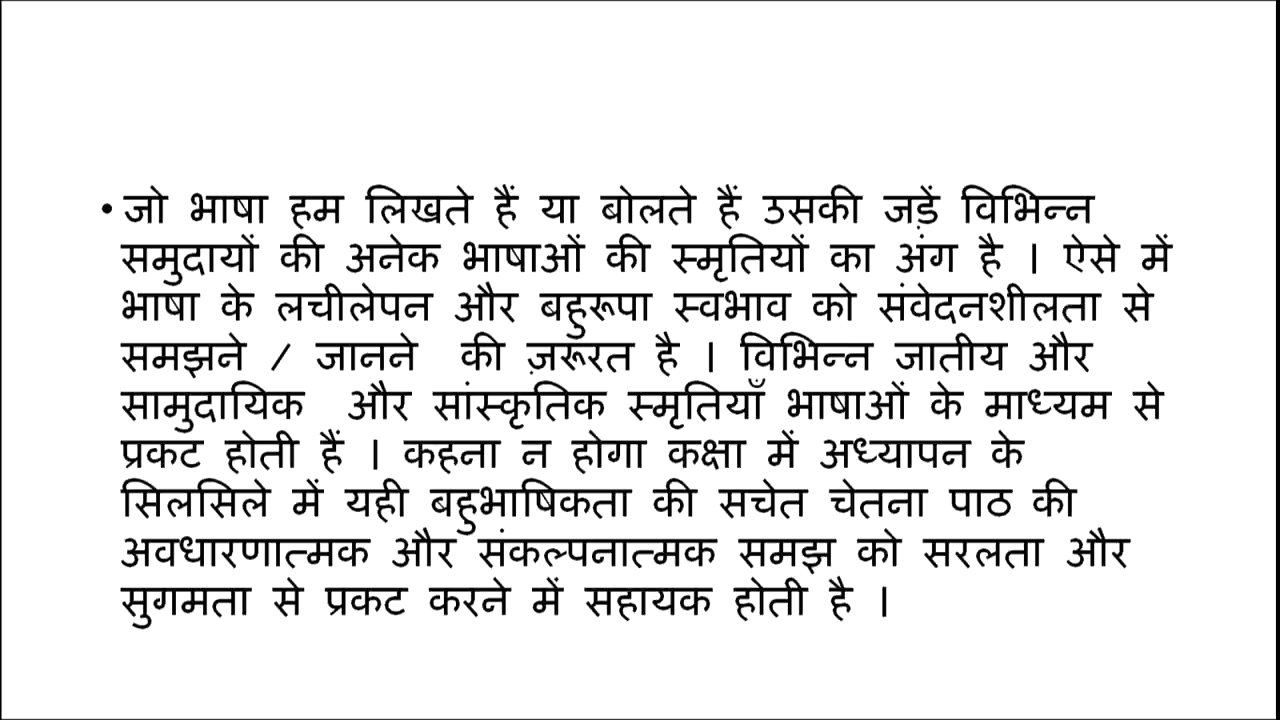 • जो भाषा हम लिखते हैं या बोलते हैं उसकी जड़ें विभिन्न
समुदायों की अनेक भाषाओं की स्मृतियों का अंग है । ऐसे में
भाषा के लचीलेपन और बहुरूपा स्वभाव को संवेदनशीलता से
समझने / जानने की ज़रूरत है । विभिन्न जातीय और
सामुदायिक और सांस्कृतिक स्मृतियाँ भाषाओं के माध्यम से
प्रकट होती हैं । कहना न होगा कक्षा में अध्यापन के
सिलसिले में यही बहुभाषिकता की सचेत चेतना पाठ की
अवधारणात्मक और संकल्पनात्मक समझ को सरलता और
सुगमता से प्रकट करने में सहायक होती है ।